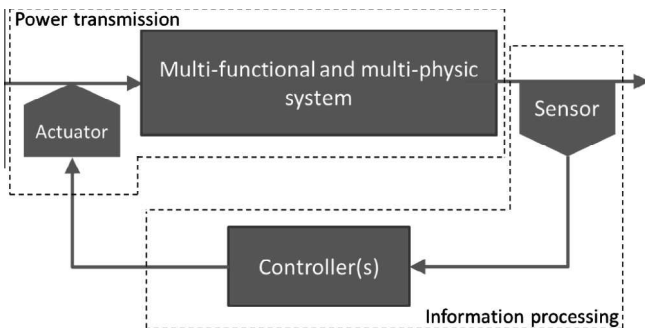 Power transmission
Multi-functional and multi-physic
system
Actuator
Sensor
Controller(s)
Information processing